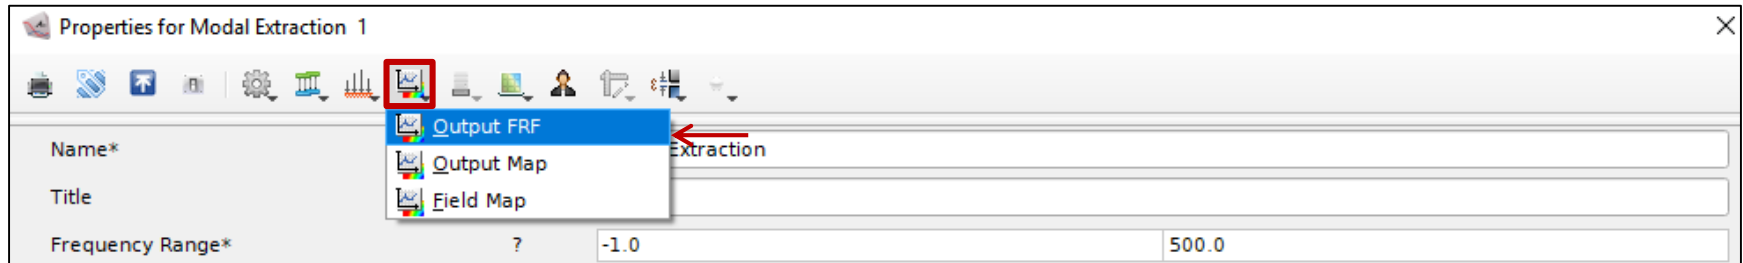 Properties for Modal Extraction 1
Output FRF
Name*
Extraction
Output Map
Title
Field Map
Frequency Range*
?
-1.0
500.0